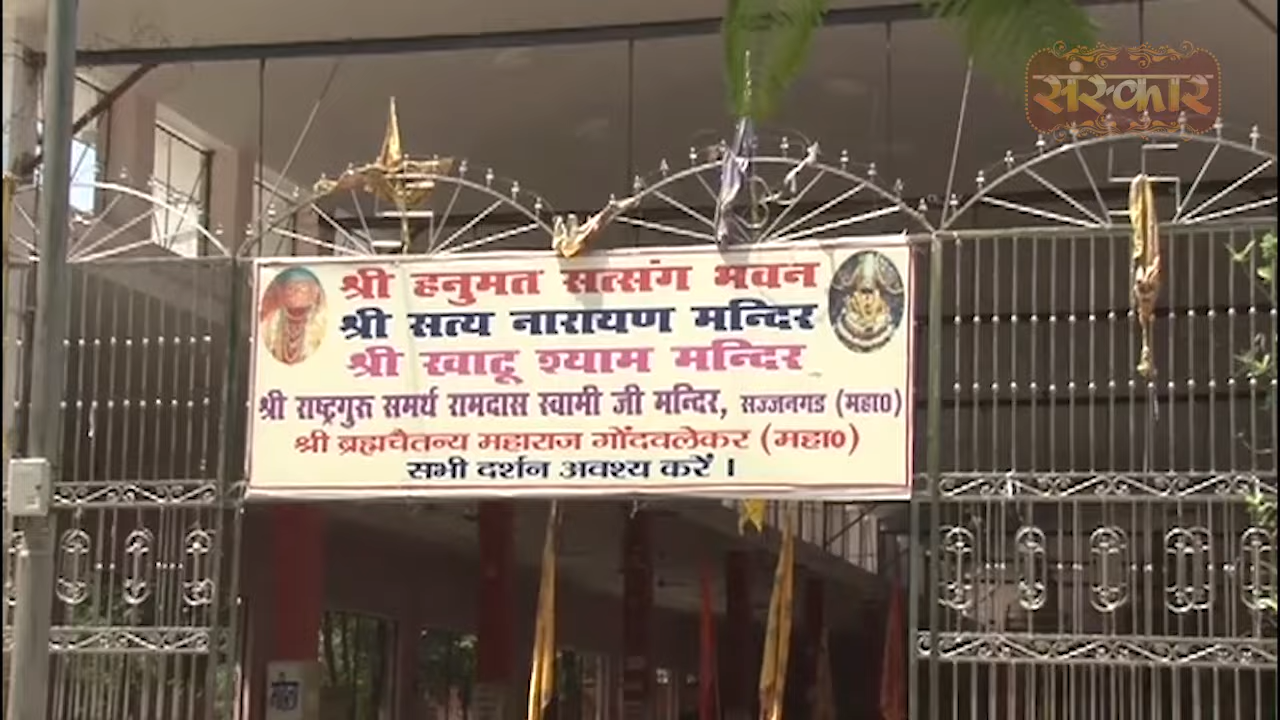 संस्कार
श्री हनुमत सत्संग भवन
श्री सत्य नारायण मन्दिर
श्री खाटू श्याम मन्दिर
श्री राष्ट्रगुरू समर्थ रामदास स्वामी जी मन्दिर, सज्जनगड (महा०)
श्री ब्रह्मचैतन्य महाराज गोंदवलेकर (महा०)
सभी दर्शन अवश्य करें ।